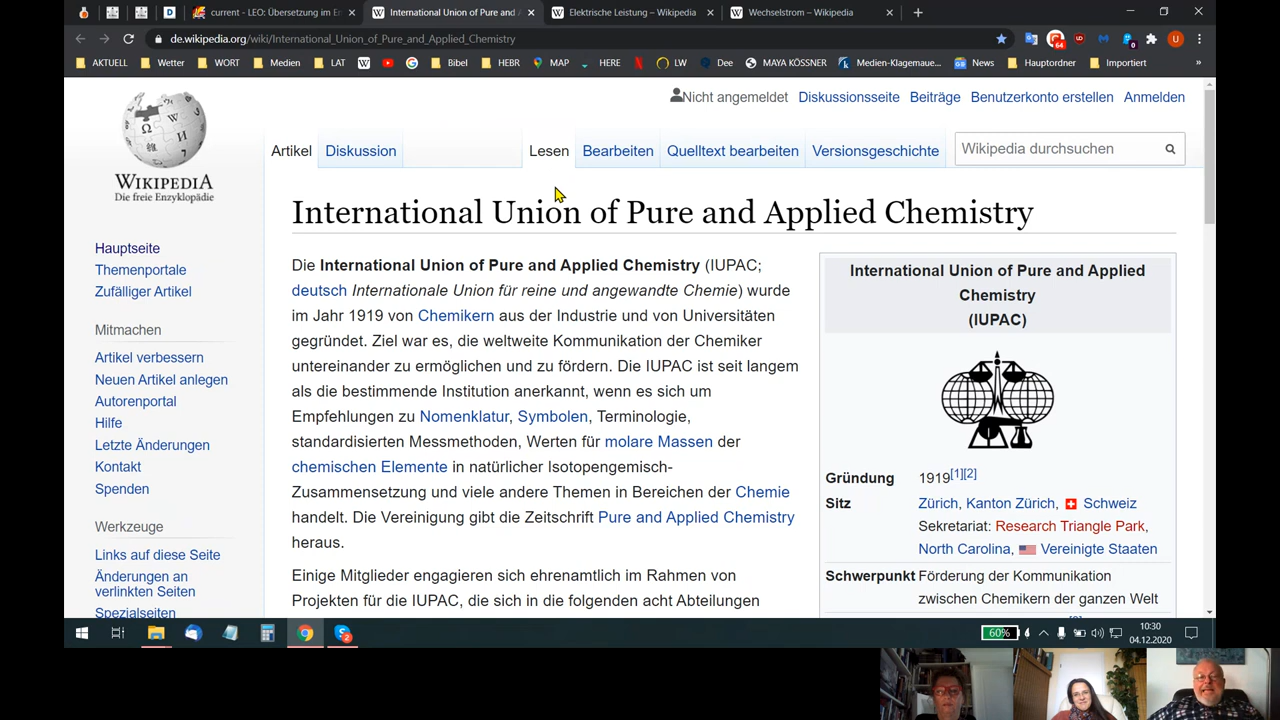 current - LEO: Übersetzung im E
International Union of Pure and A
Elektrische Leistung – Wikipedia
Wechselstrom – Wikipedia
de.wikipedia.org/wiki/International_Union_of_Pure_and_Applied_Chemistry
AKTUELL
Wetter
WORT
Medien
LAT
Bibel
HEBR
MAP
HERE
LW
Dee
MAYA KÖSSNER
Medien-Klagemaue...
News
Hauptordner
Importiert
»
Nicht angemeldet Diskussionsseite Beiträge Benutzerkonto erstellen Anmelden
WIKIPEDIA
Die freie Enzyklopädie
Artikel Diskussion Lesen Bearbeiten Quelltext bearbeiten Versionsgeschichte
Wikipedia durchsuchen
Hauptseite
Themenportale
Zufälliger Artikel
Mitmachen
Artikel verbessern
Neuen Artikel anlegen
Autorenportal
Hilfe
Letzte Änderungen
Kontakt
Spenden
Werkzeuge
Links auf diese Seite
Änderungen an
verlinkten Seiten
Spezialseiten
International Union of Pure and Applied Chemistry
Die International Union of Pure and Applied Chemistry (IUPAC;
deutsch Internationale Union für reine und angewandte Chemie) wurde
im Jahr 1919 von Chemikern aus der Industrie und von Universitäten
gegründet. Ziel war es, die weltweite Kommunikation der Chemiker
untereinander zu ermöglichen und zu fördern. Die IUPAC ist seit langem
als die bestimmende Institution anerkannt, wenn es sich um
Empfehlungen zu Nomenklatur, Symbolen, Terminologie,
standardisierten Messmethoden, Werten für molare Massen der
chemischen Elemente in natürlicher Isotopengemisch-
Zusammensetzung und viele andere Themen in Bereichen der Chemie
handelt. Die Vereinigung gibt die Zeitschrift Pure and Applied Chemistry
heraus.
Einige Mitglieder engagieren sich ehrenamtlich im Rahmen von
Projekten für die IUPAC, die sich in die folgenden acht Abteilungen
International Union of Pure and Applied
Chemistry
(IUPAC)
Gründung 1919[1][2]
Sitz Zürich, Kanton Zürich, Schweiz
Sekretariat: Research Triangle Park,
North Carolina, Vereinigte Staaten
Schwerpunkt Förderung der Kommunikation
zwischen Chemikern der ganzen Welt
60%
10:30
04.12.2020